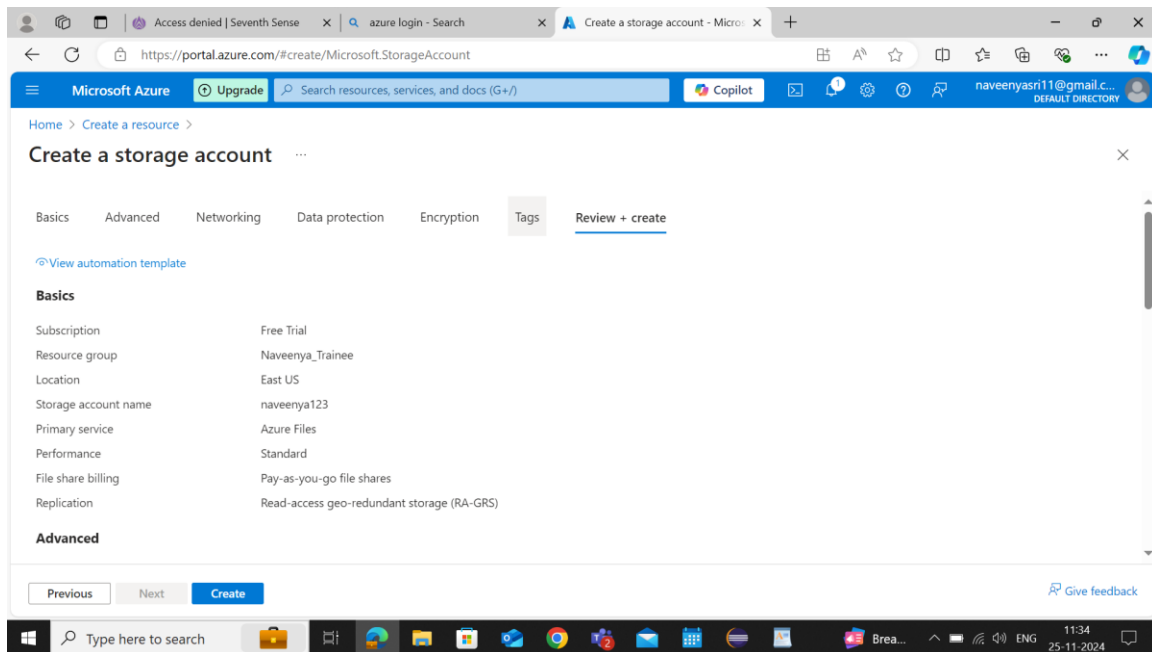 Access denied | Seventh Sense
azure login - Search
Create a storage account - Micros
https://portal.azure.com/#create/Microsoft.StorageAccount
Microsoft Azure
Upgrade
Search resources, services, and docs (G+/)
Copilot
1
naveenyasri11@gmail.c...
DEFAULT DIRECTORY
Home > Create a resource >
Create a storage account ...
Basics Advanced Networking Data protection Encryption Tags Review + create
View automation template
Basics
Subscription Free Trial
Resource group Naveenya_Trainee
Location East US
Storage account name naveenya123
Primary service Azure Files
Performance Standard
File share billing Pay-as-you-go file shares
Replication Read-access geo-redundant storage (RA-GRS)
Advanced
Previous Next Create Give feedback
Type here to search
2
Brea...
ENG
11:34
25-11-2024